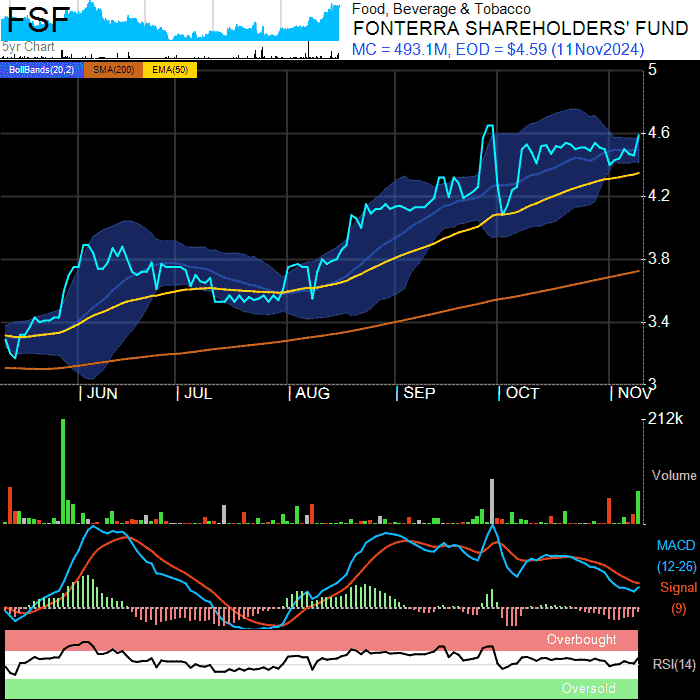 FSF
Food, Beverage & Tobacco
FONTERRA SHAREHOLDERS' FUND
5yr Chart
MC = 493.1M, EOD = $4.59 (11Nov2024)
BollBands(20,2) SMA(200) EMA(50)
5
4.6
4.2
3.8
3.4
3
JUN JUL AUG SEP OCT NOV
212k
Volume
MACD
(12-26)
Signal
(9)
Overbought
RSI(14)
Oversold